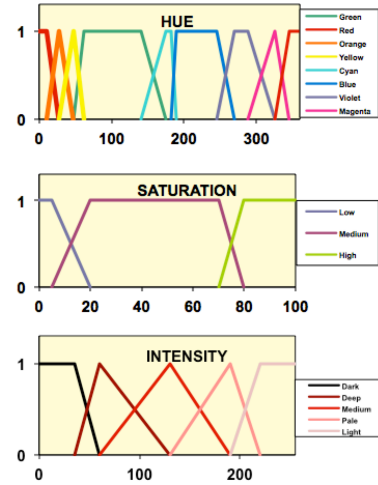 HUE
1
0
0 100 200 300
Green
Red
Orange
Yellow
Cyan
Blue
Violet
Magenta
SATURATION
1
0
0 20 40 60 80 100
Low
Medium
High
INTENSITY
1
0
0 100 200
Dark
Deep
Medium
Pale
Light